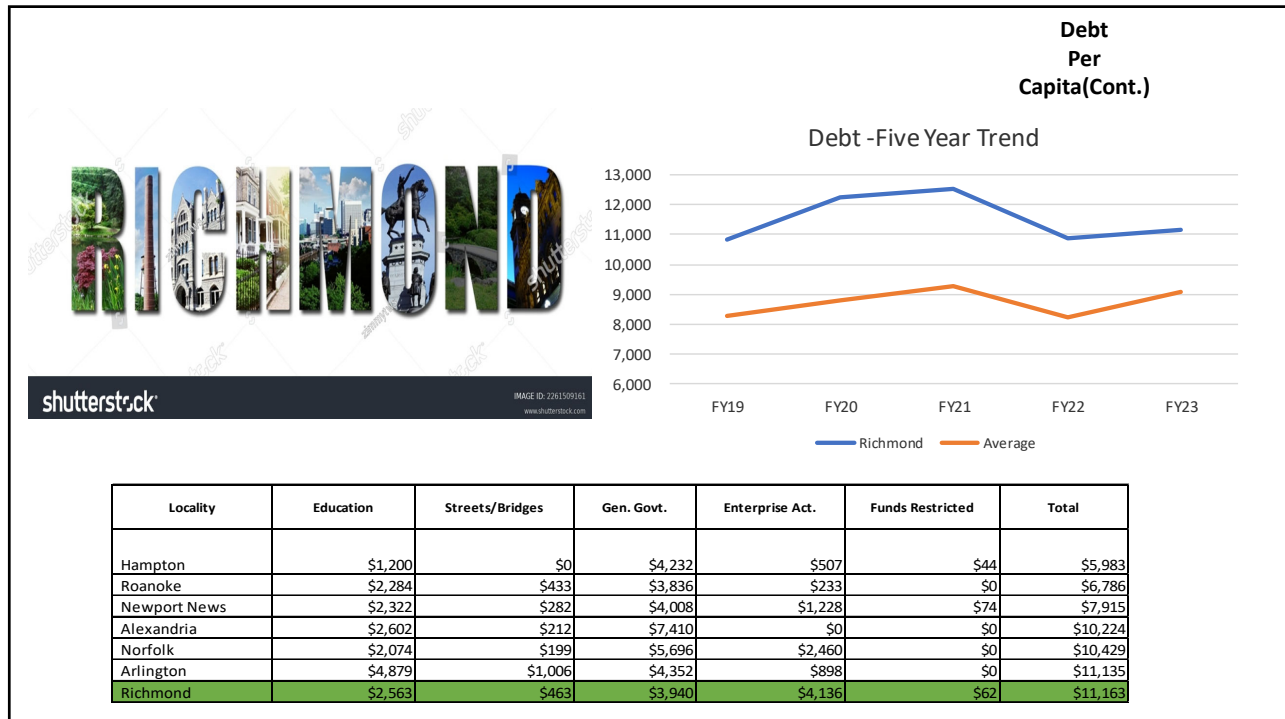 Debt
Per
Capita(Cont.)
RICHMOND
shutterstock
IMAGE ID: 2261509161
www.shutterstock.com
Debt -Five Year Trend
13,000
12,000
11,000
10,000
9,000
8,000
7,000
6,000
FY19 FY20 FY21 FY22 FY23
Richmond Average
Locality Education Streets/Bridges Gen. Govt. Enterprise Act. Funds Restricted Total
Hampton $1,200 $0 $4,232 $507 $44 $5,983
Roanoke $2,284 $433 $3,836 $233 $0 $6,786
Newport News $2,322 $282 $4,008 $1,228 $74 $7,915
Alexandria $2,602 $212 $7,410 $0 $0 $10,224
Norfolk $2,074 $199 $5,696 $2,460 $0 $10,429
Arlington $4,879 $1,006 $4,352 $898 $0 $11,135
Richmond $2,563 $463 $3,940 $4,136 $62 $11,163